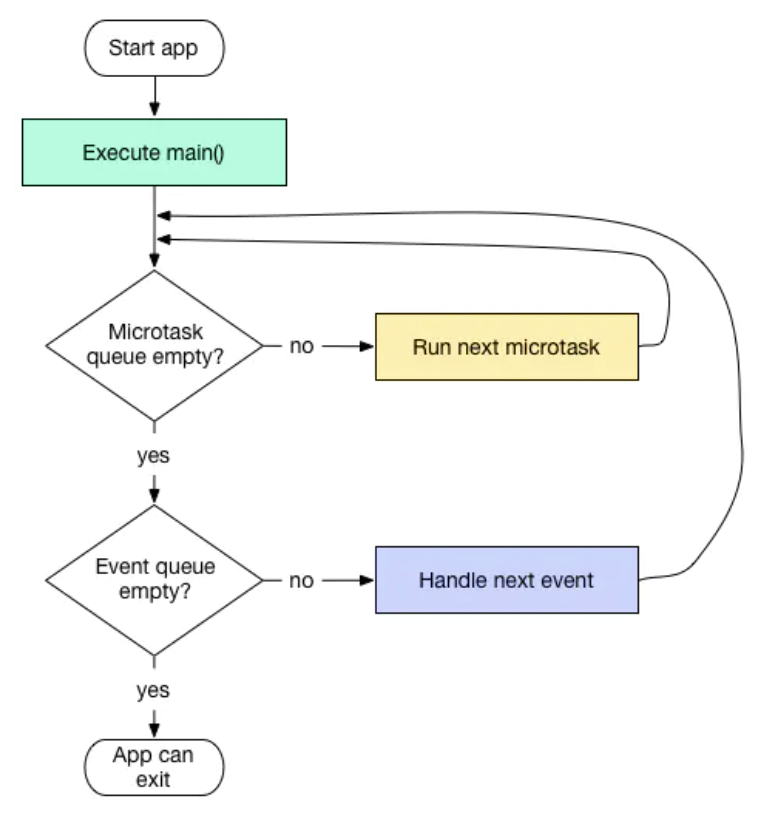 Start app
Execute main()
Microtask
queue empty?
no
Run next microtask
yes
Event queue
empty?
no
Handle next event
yes
App can
exit